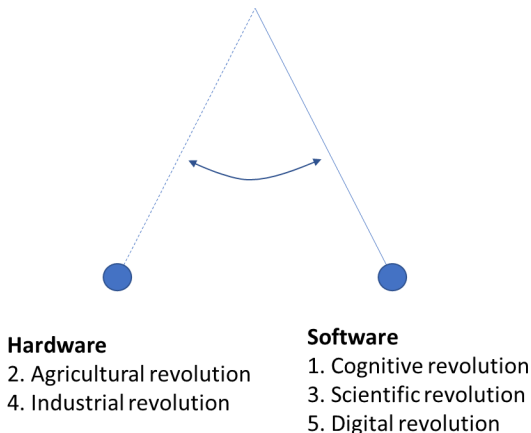 Hardware
2. Agricultural revolution
4. Industrial revolution
Software
1. Cognitive revolution
3. Scientific revolution
5. Digital revolution